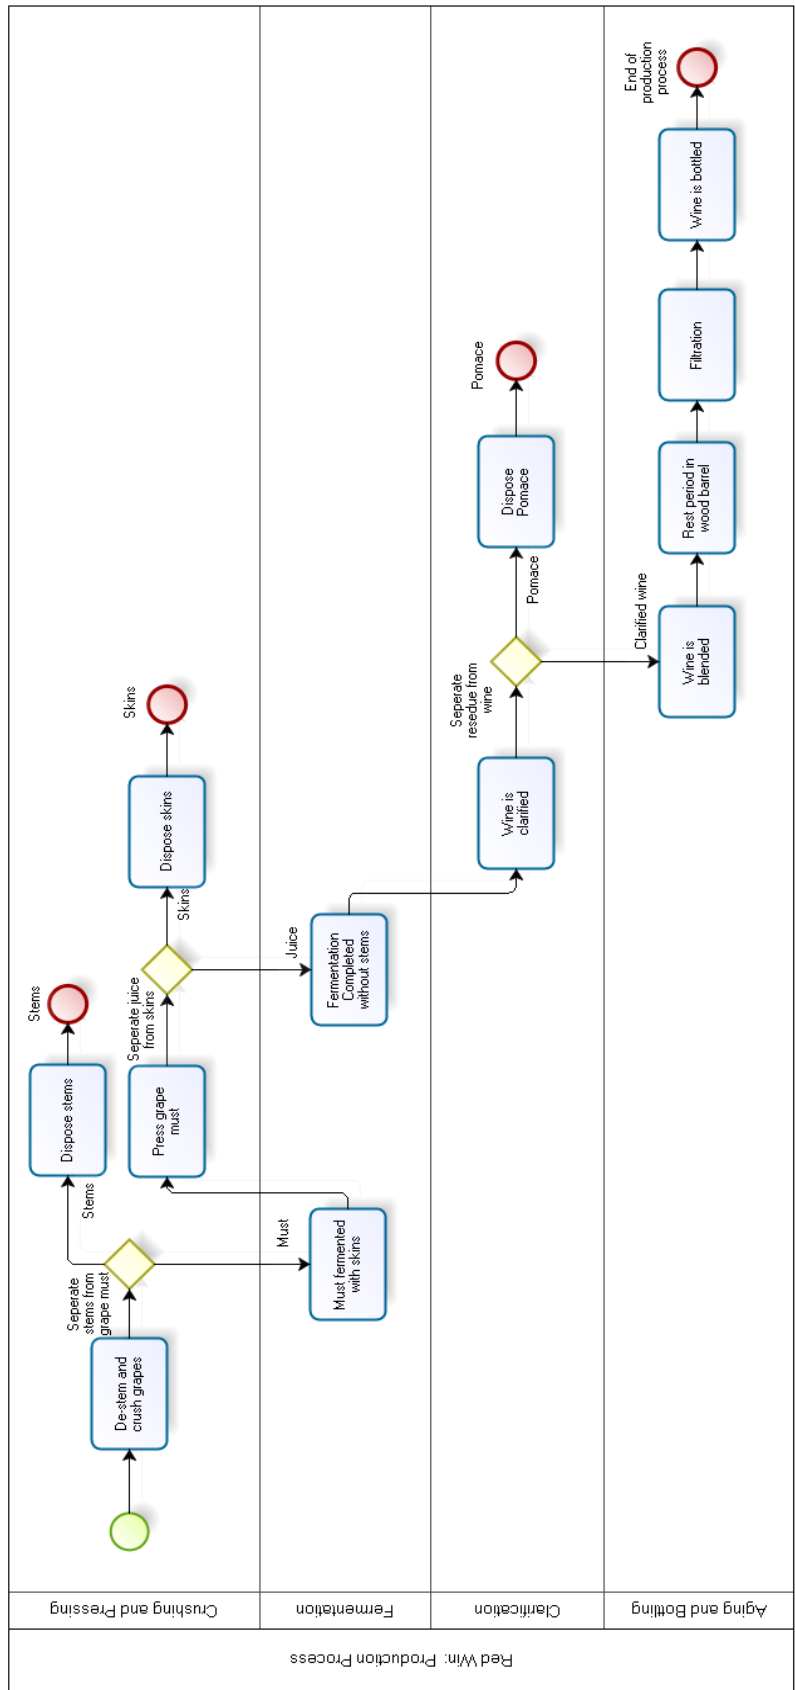 Red Win: Production Process
Crushing and Pressing
De-stem and
crush grapes
Seperate
stems from
grape must
Stems
Dispose stems
Stems
Must
Press grape
must
Seperate juice
from skins
Skins
Dispose skins
Skins
Juice
Fermentation
Must fermented
with skins
Fermentation
Completed
without stems
Clarification
Wine is
clarified
Seperate
resedue from
wine
Pomace
Dispose
Pomace
Pomace
Clarified wine
Aging and Bottling
Wine is
blended
Rest period in
wood barrel
Filtration
Wine is bottled
End of
production
process